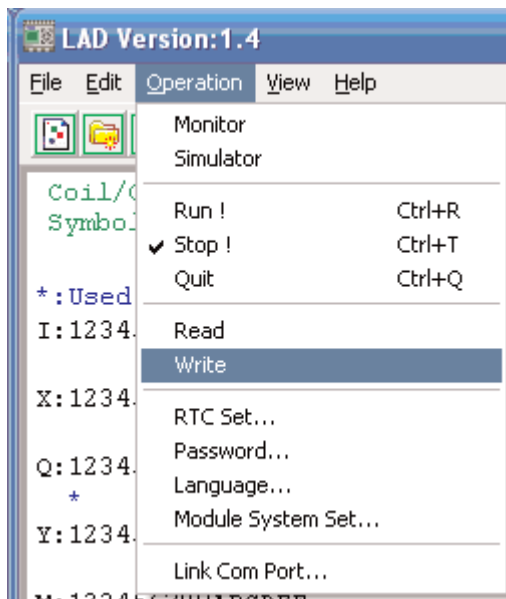 LAD Version:1.4
File Edit Operation View Help
Monitor
Simulator
Coil/
Symbol
Run ! Ctrl+R
Stop ! Ctrl+T
Quit Ctrl+Q
*:Used
I:1234.
Read
Write
X:1234.
RTC Set...
Password...
Q:1234.
Language...
*
Module System Set...
Y:1234.
Link Com Port...